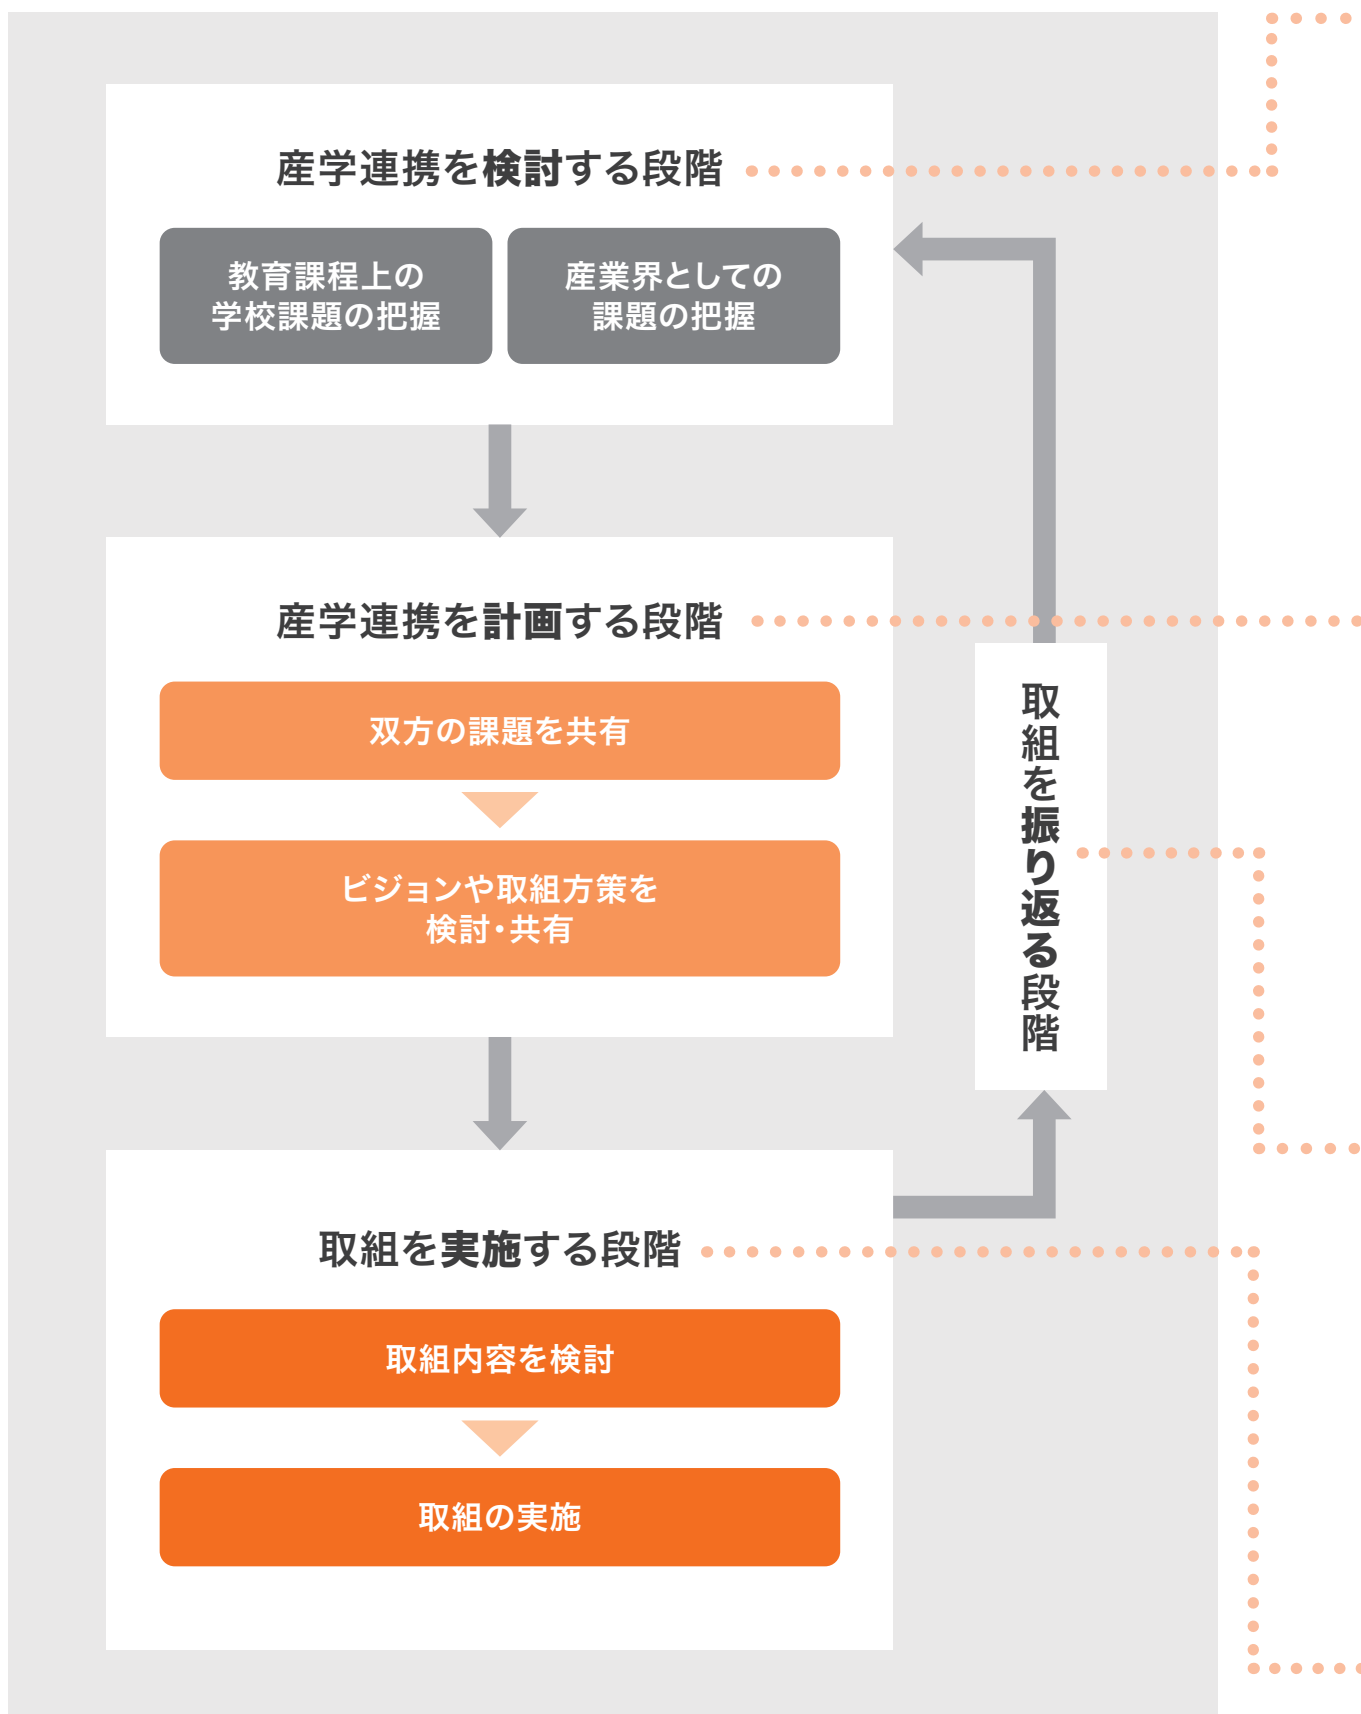 産学連携を検討する段階
教育課程上の
学校課題の把握
産業界としての
課題の把握
産学連携を計画する段階
双方の課題を共有
ビジョンや取組方策を
検討・共有
取組を実施する段階
取組内容を検討
取組の実施
取組を振り返る段階